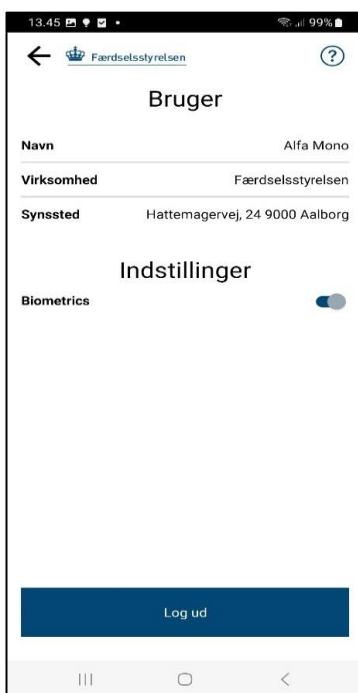 13.45 99%
Færdselsstyrelsen ?
Bruger
Navn Alfa Mono
Virksomhed Færdselsstyrelsen
Synssted Hattemagervej, 24 9000 Aalborg
Indstillinger
Biometrics
Log ud